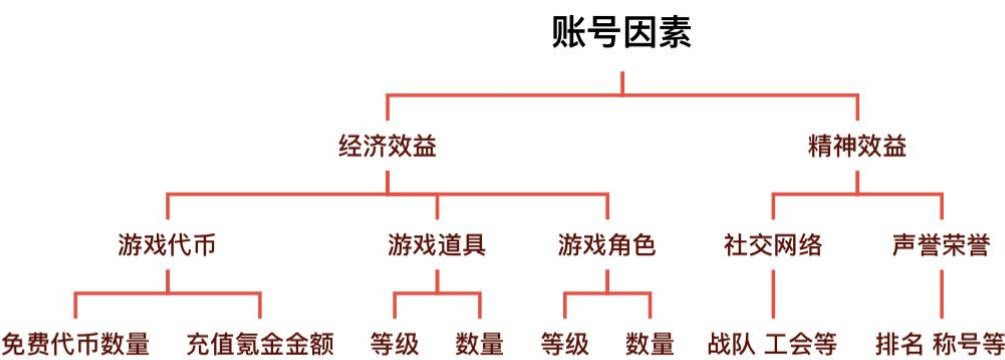 账号因素
经济效益 精神效益
游戏代币 游戏道具 游戏角色 社交网络 声誉荣誉
免费代币数量 充值氪金金额 等级 数量 等级 数量 战队 工会等 排名 称号等